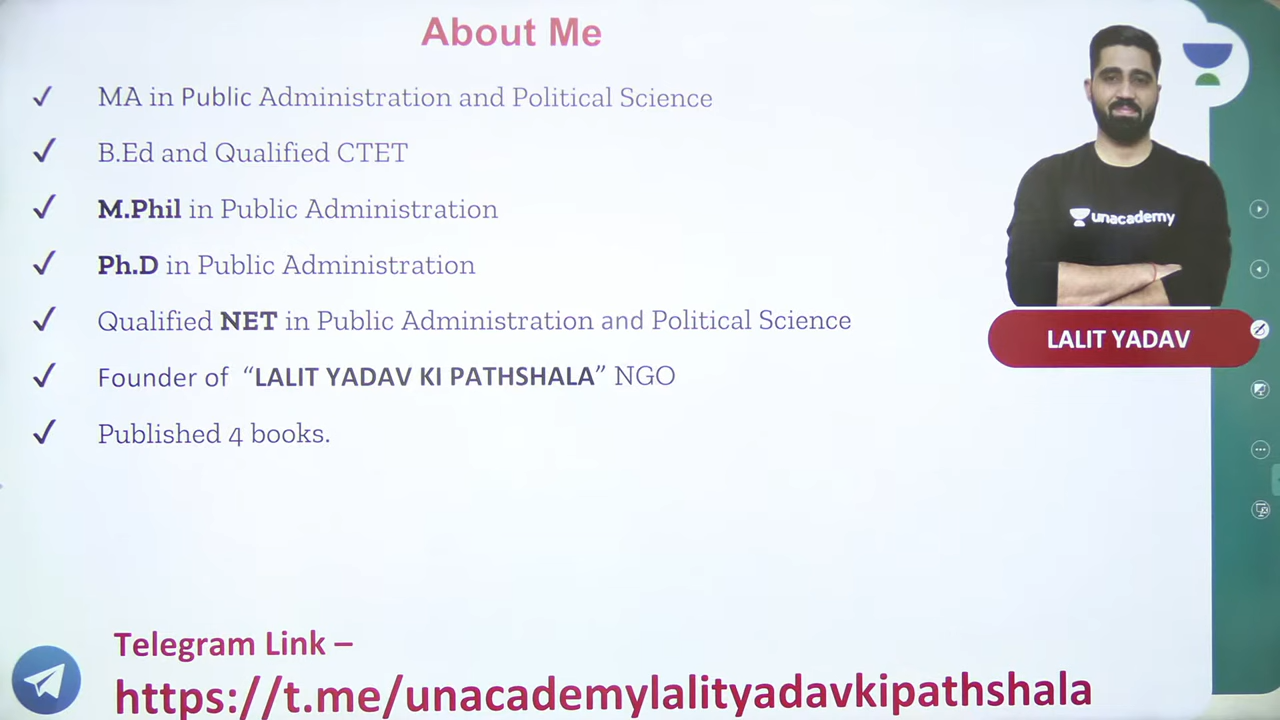 About Me
✓ MA in Public Administration and Political Science
✓ B.Ed and Qualified CTET
✓ M.Phil in Public Administration
✓ Ph.D in Public Administration
✓ Qualified NET in Public Administration and Political Science
✓ Founder of “LALIT YADAV KI PATHSHALA” NGO
✓ Published 4 books.
unacademy
LALIT YADAV
Telegram Link –
https://t.me/unacademylalityadavkipathshala